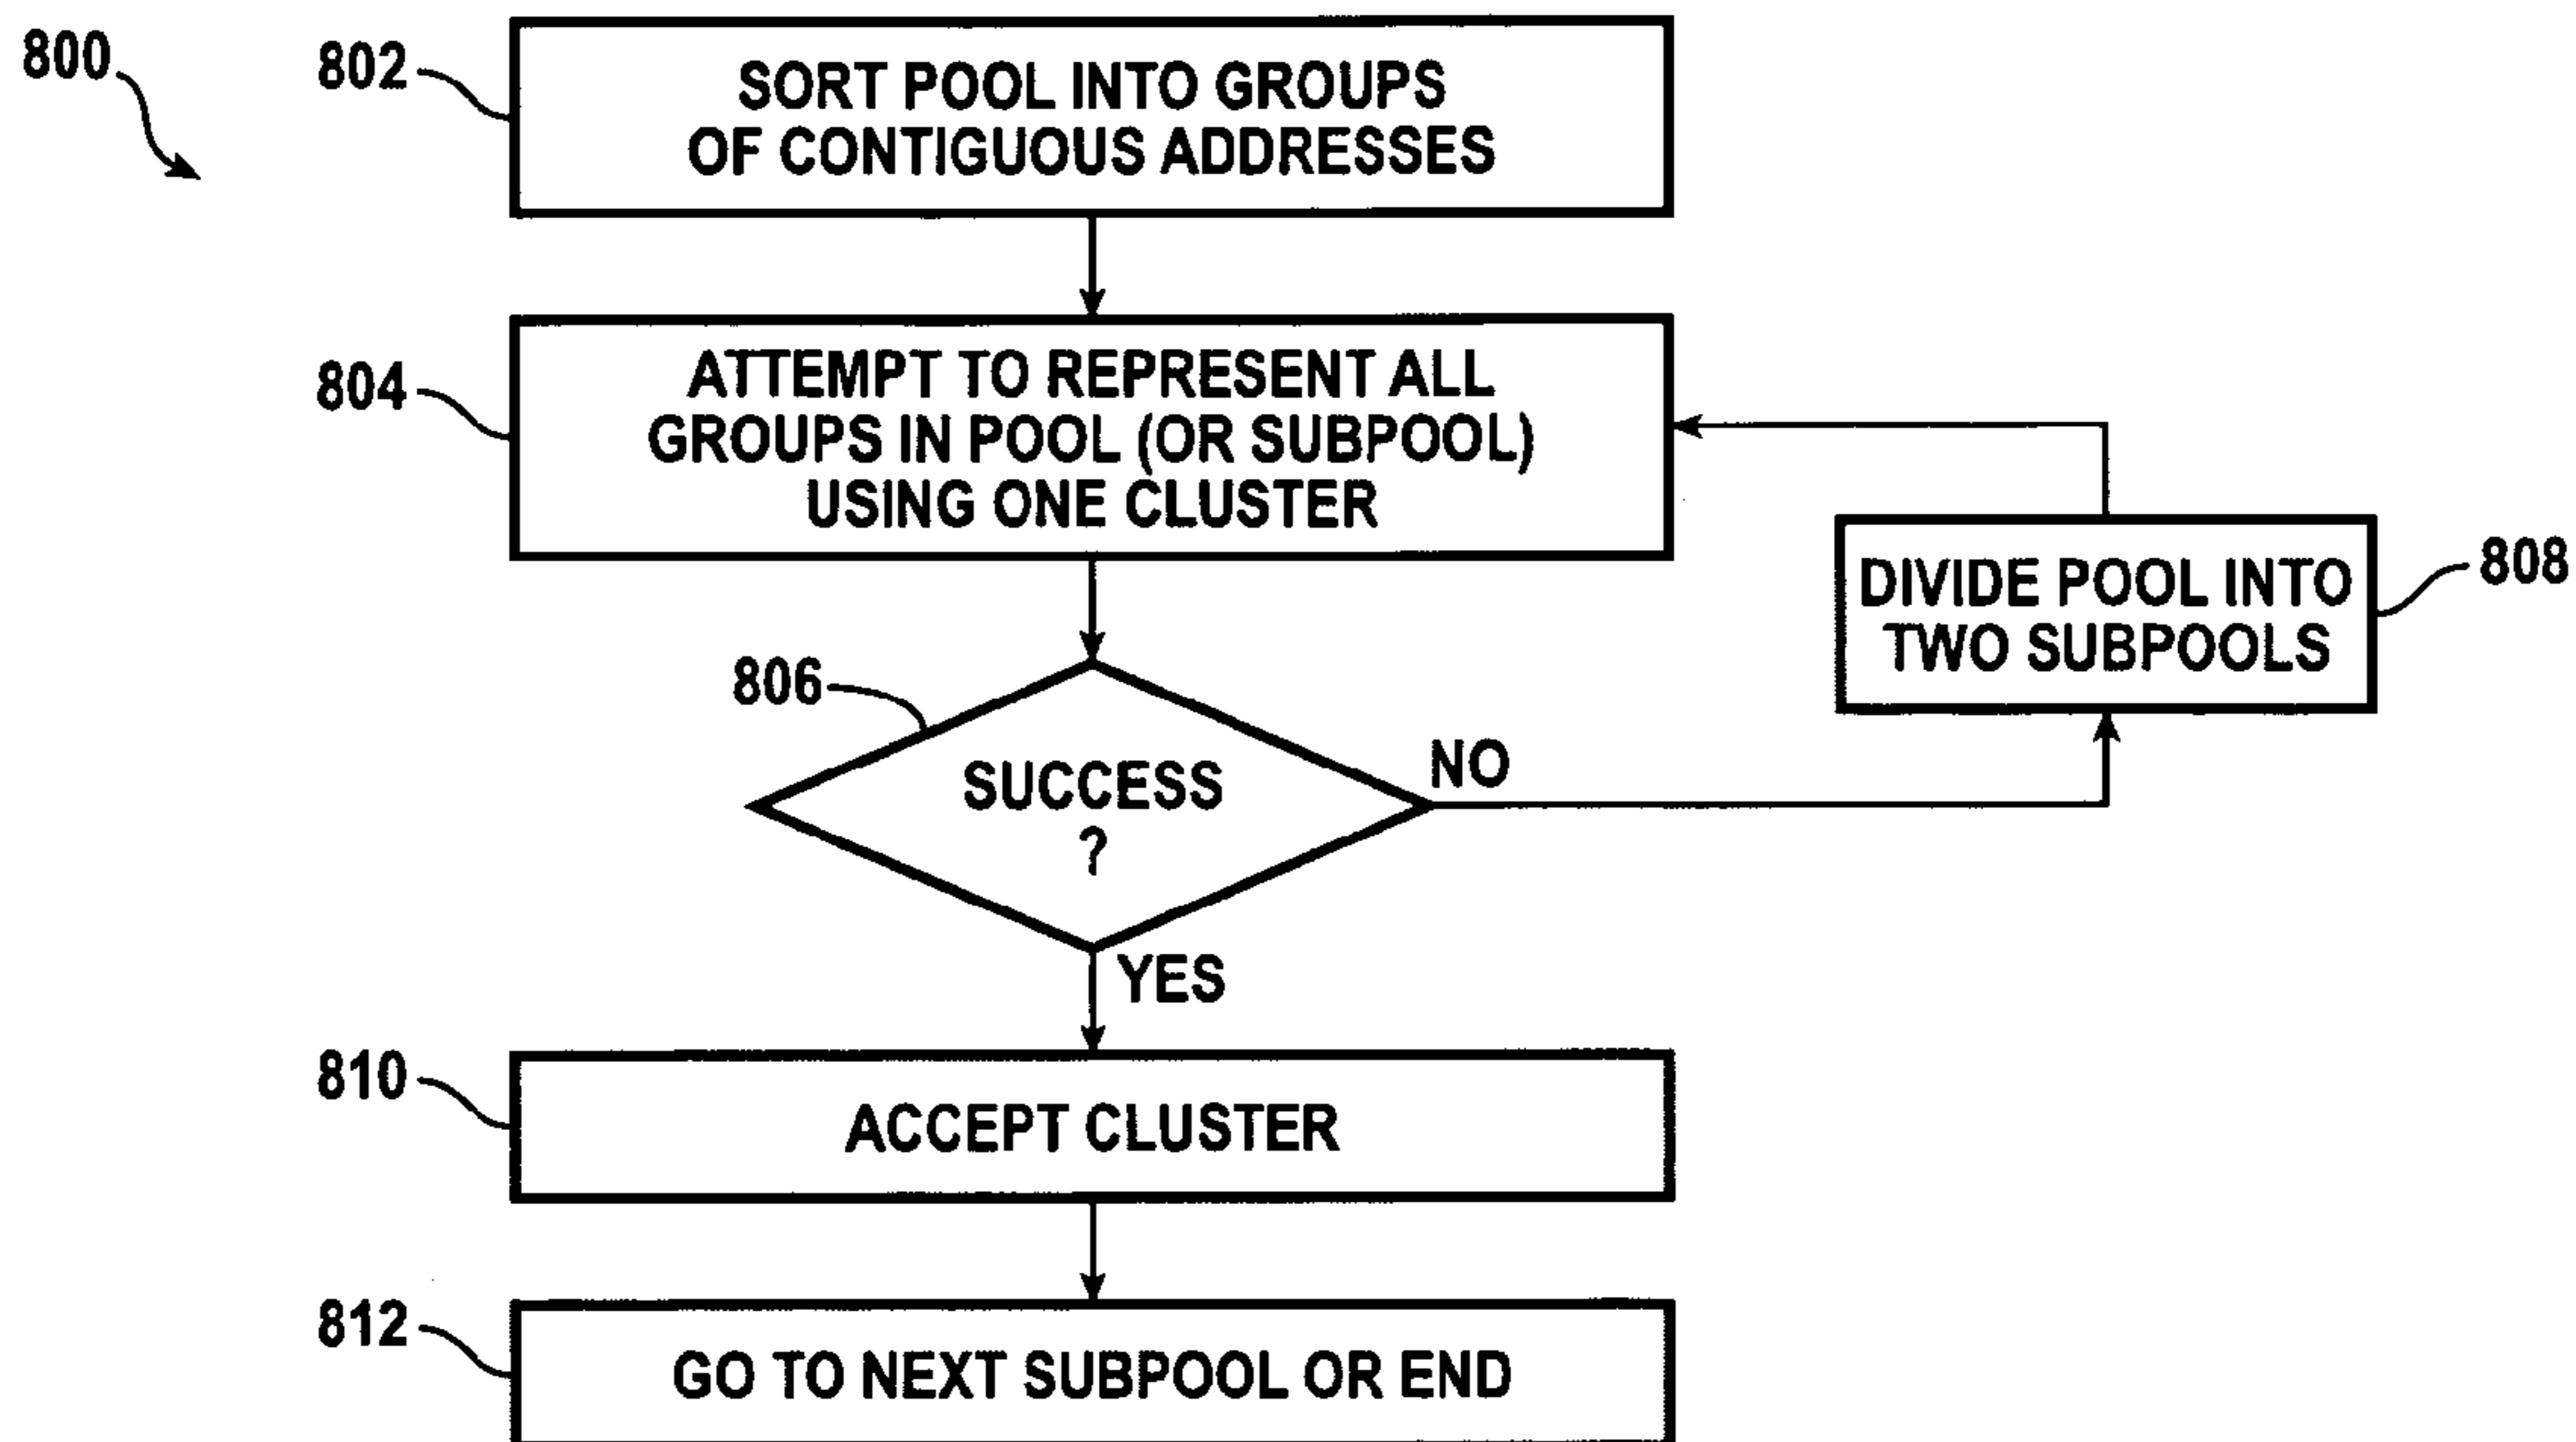 800
802
SORT POOL INTO GROUPS
OF CONTIGUOUS ADDRESSES
804
ATTEMPT TO REPRESENT ALL
GROUPS IN POOL (OR SUBPOOL)
USING ONE CLUSTER
808
DIVIDE POOL INTO
TWO SUBPOOLS
806
SUCCESS
?
NO
YES
810
ACCEPT CLUSTER
812
GO TO NEXT SUBPOOL OR END